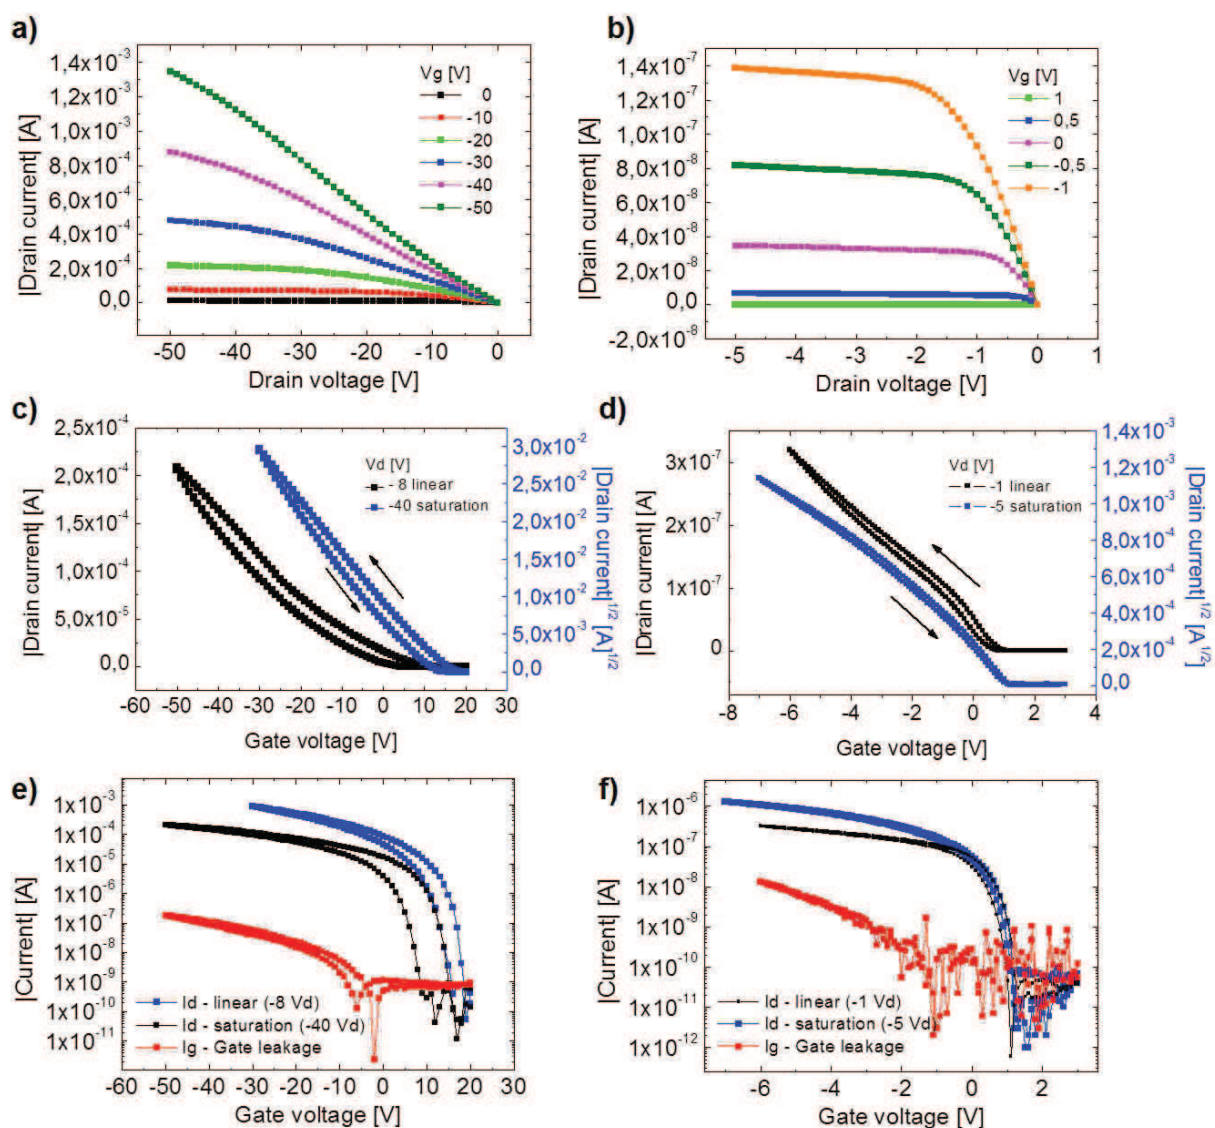 a)
1,4x10⁻³
1,2x10⁻³
1,0x10⁻³
8,0x10⁻⁴
6,0x10⁻⁴
4,0x10⁻⁴
2,0x10⁻⁴
0,0
|Drain current| [A]
Vg [V]
0
-10
-20
-30
-40
-50
-50 -40 -30 -20 -10 0
Drain voltage [V]
b)
1,4x10⁻⁷
1,2x10⁻⁷
1,0x10⁻⁷
8,0x10⁻⁸
6,0x10⁻⁸
4,0x10⁻⁸
2,0x10⁻⁸
0,0
-2,0x10⁻⁸
|Drain current| [A]
Vg [V]
1
0,5
0
-0,5
-1
-5 -4 -3 -2 -1 0 1
Drain voltage [V]
c)
2,5x10⁻⁴
2,0x10⁻⁴
1,5x10⁻⁴
1,0x10⁻⁴
5,0x10⁻⁵
0,0
|Drain current| [A]
Vd [V]
- 8 linear
-40 saturation
3,0x10⁻²
2,5x10⁻²
2,0x10⁻²
1,5x10⁻²
1,0x10⁻²
5,0x10⁻³
0,0
|Drain current|¹ᐟ² [A]¹ᐟ²
-60 -50 -40 -30 -20 -10 0 10 20 30
Gate voltage [V]
d)
3x10⁻⁷
2x10⁻⁷
1x10⁻⁷
0
|Drain current| [A]
Vd [V]
-1 linear
-5 saturation
1,4x10⁻³
1,2x10⁻³
1,0x10⁻³
8,0x10⁻⁴
6,0x10⁻⁴
4,0x10⁻⁴
2,0x10⁻⁴
0,0
|Drain current|¹ᐟ² [A¹ᐟ²]
-8 -6 -4 -2 0 2 4
Gate voltage [V]
e)
1x10⁻³
1x10⁻⁴
1x10⁻⁵
1x10⁻⁶
1x10⁻⁷
1x10⁻⁸
1x10⁻⁹
1x10⁻¹⁰
1x10⁻¹¹
|Current| [A]
Id - linear (-8 Vd)
Id - saturation (-40 Vd)
Ig - Gate leakage
-60 -50 -40 -30 -20 -10 0 10 20 30
Gate voltage [V]
f)
1x10⁻⁶
1x10⁻⁷
1x10⁻⁸
1x10⁻⁹
1x10⁻¹⁰
1x10⁻¹¹
1x10⁻¹²
|Current| [A]
Id - linear (-1 Vd)
Id - saturation (-5 Vd)
Ig - Gate leakage
-6 -4 -2 0 2
Gate voltage [V]